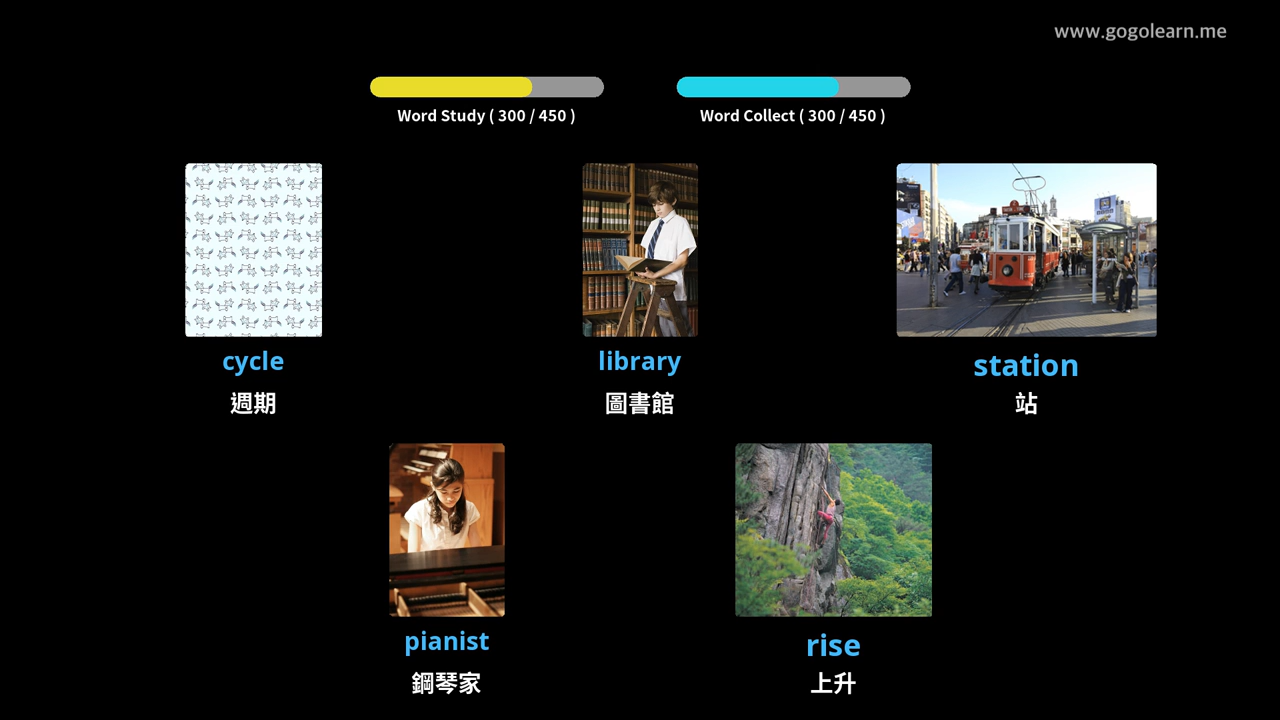 www.gogolearn.me
Word Study ( 300 / 450 )
Word Collect ( 300 / 450 )
cycle
週期
library
圖書館
station
站
pianist
鋼琴家
rise
上升